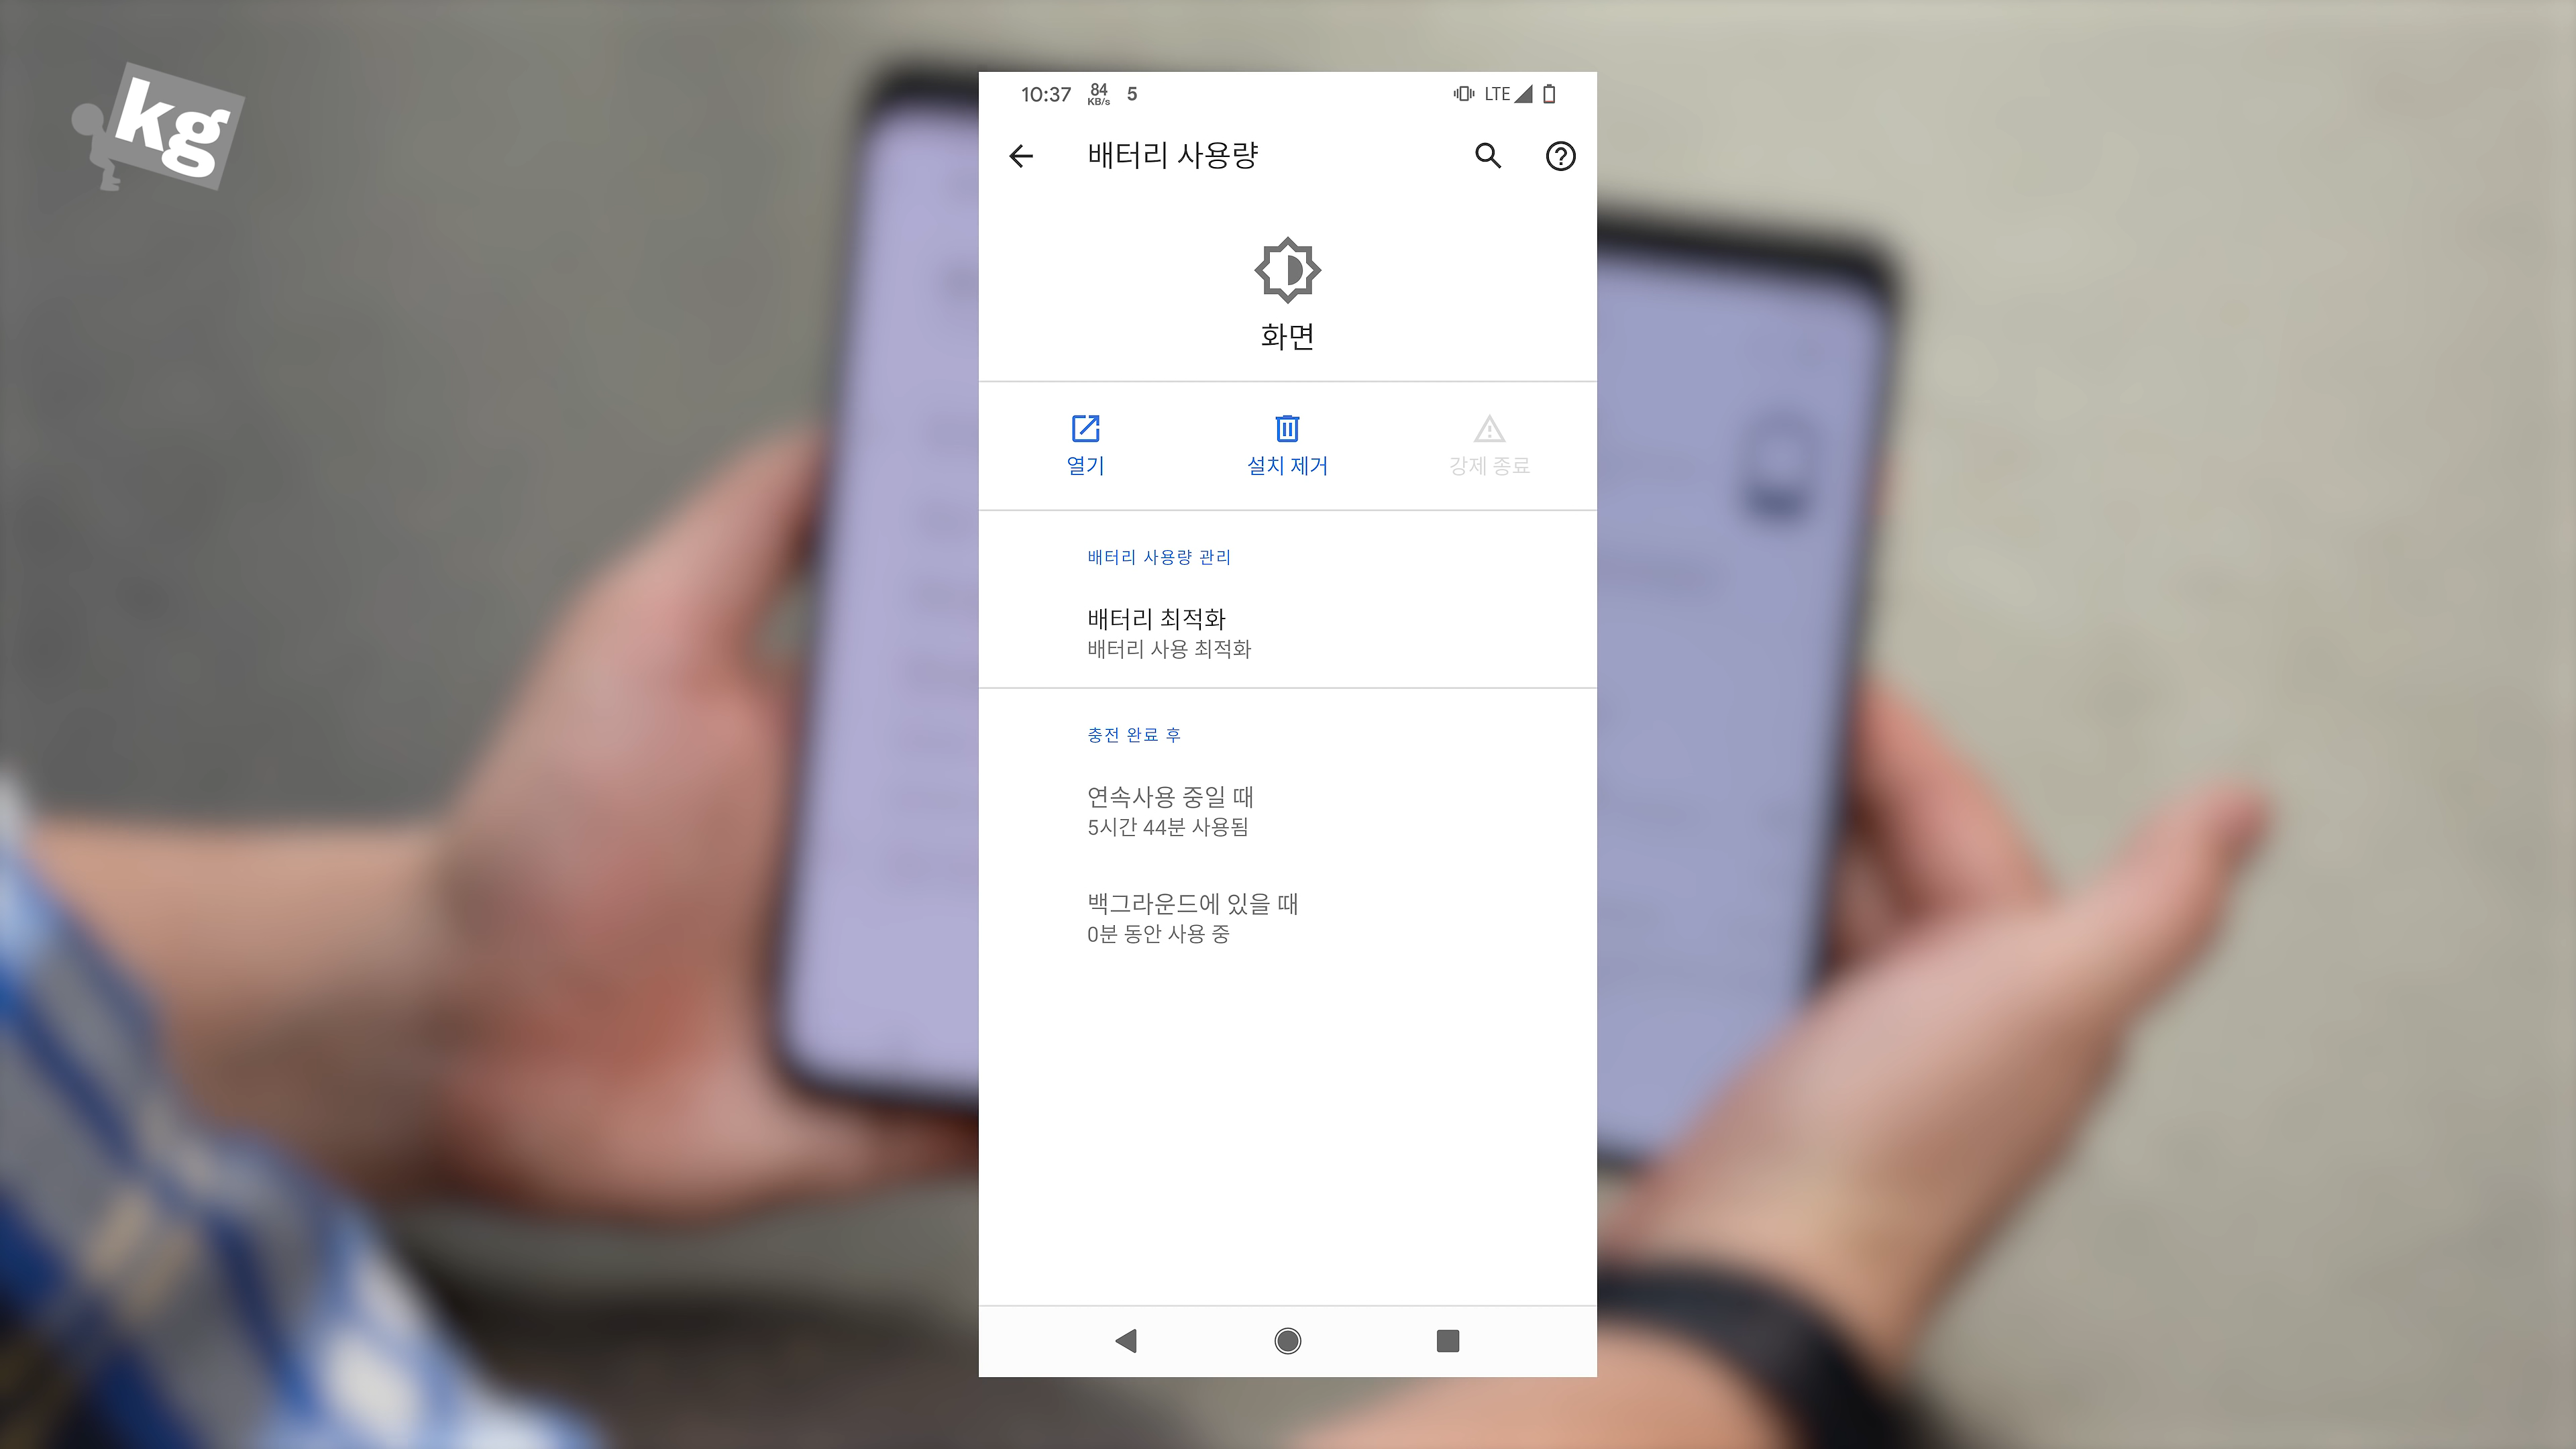 kg
10:37 84 KB/s 5 LTE
배터리 사용량
화면
열기 설치 제거 강제 종료
배터리 사용량 관리
배터리 최적화
배터리 사용 최적화
충전 완료 후
연속사용 중일 때
5시간 44분 사용됨
백그라운드에 있을 때
0분 동안 사용 중